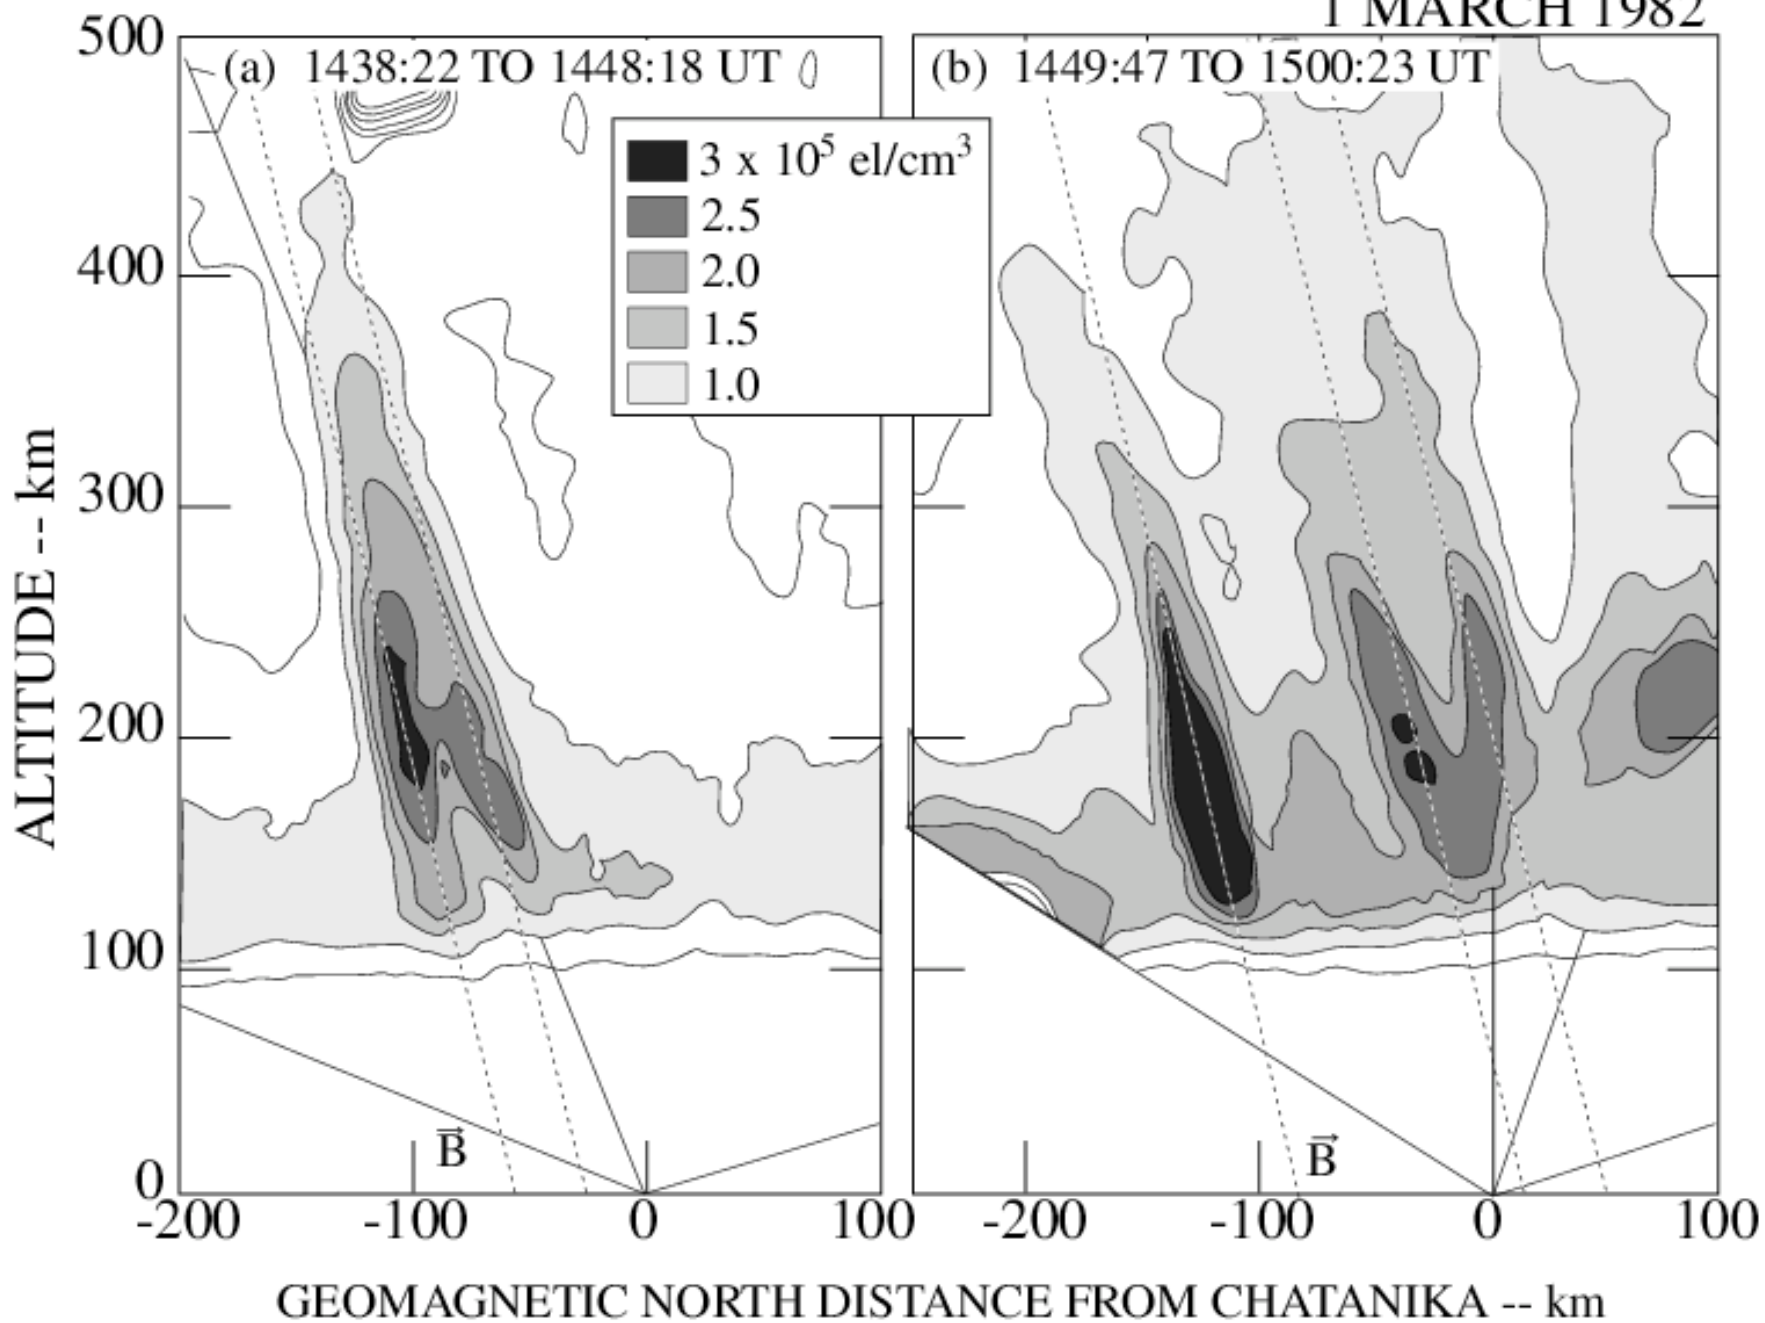 1 MARCH 1982
500
(a) 1438:22 TO 1448:18 UT
(b) 1449:47 TO 1500:23 UT
3 x 10⁵ el/cm³
2.5
2.0
1.5
1.0
400
300
200
100
0
ALTITUDE -- km
B⃗
B⃗
-200 -100 0 100
-200 -100 0 100
GEOMAGNETIC NORTH DISTANCE FROM CHATANIKA -- km